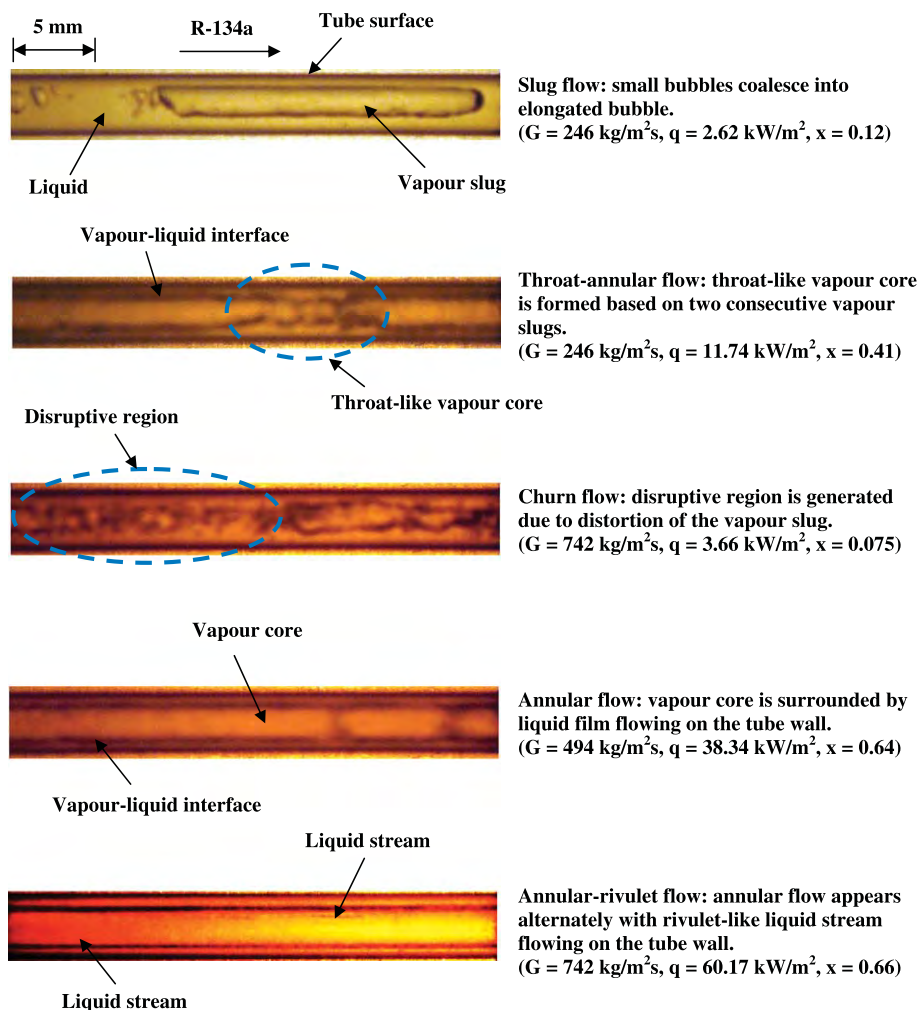 5 mm
R-134a
Tube surface
Slug flow: small bubbles coalesce into
elongated bubble.
(G = 246 kg/m²s, q = 2.62 kW/m², x = 0.12)
Liquid
Vapour slug
Vapour-liquid interface
Throat-annular flow: throat-like vapour core
is formed based on two consecutive vapour
slugs.
(G = 246 kg/m²s, q = 11.74 kW/m², x = 0.41)
Throat-like vapour core
Disruptive region
Churn flow: disruptive region is generated
due to distortion of the vapour slug.
(G = 742 kg/m²s, q = 3.66 kW/m², x = 0.075)
Vapour core
Annular flow: vapour core is surrounded by
liquid film flowing on the tube wall.
(G = 494 kg/m²s, q = 38.34 kW/m², x = 0.64)
Vapour-liquid interface
Liquid stream
Annular-rivulet flow: annular flow appears
alternately with rivulet-like liquid stream
flowing on the tube wall.
(G = 742 kg/m²s, q = 60.17 kW/m², x = 0.66)
Liquid stream